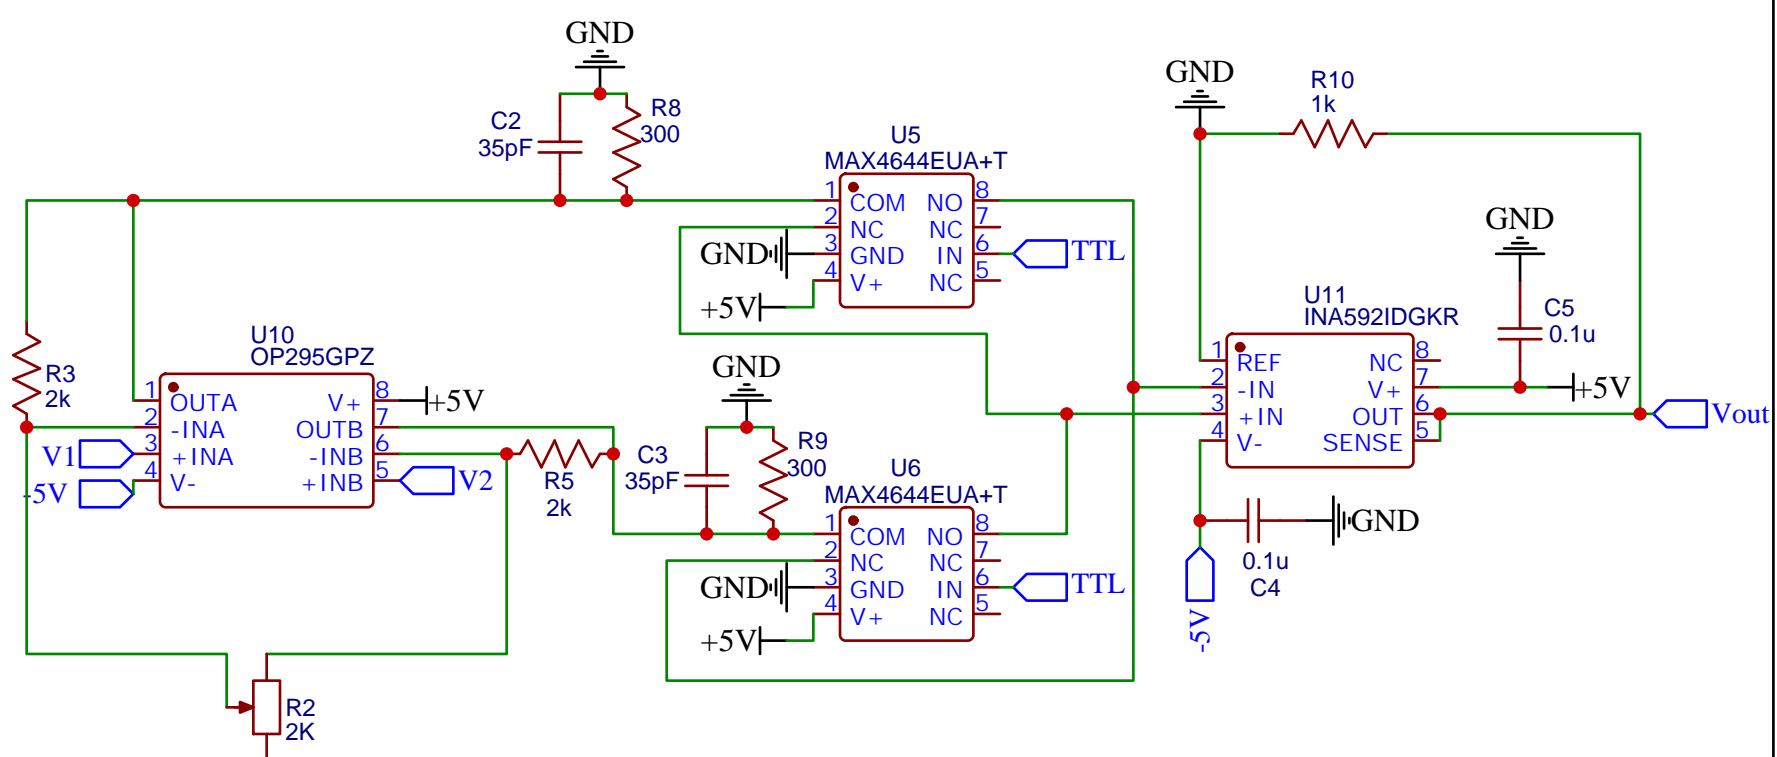 GND
C2
35pF
R8
300
U5
MAX4644EUA+T
1 COM NO 8
2 NC NC 7
GND 3 GND IN 6 TTL
4 V+ NC 5
+5V
GND
R10
1k
GND
U11
INA592IDGKR
C5
0.1u
1 REF NC 8
2 -IN V+ 7 +5V
3 +IN OUT 6 Vout
4 V- SENSE 5
GND
0.1u
C4
-5V
R3
2k
U10
OP295GPZ
1 OUTA V+ 8 +5V
2 -INA OUTB 7
V1 3 +INA -INB 6
-5V 4 V- +INB 5 V2
R5
2k
GND
C3
35pF
R9
300
U6
MAX4644EUA+T
1 COM NO 8
2 NC NC 7
GND 3 GND IN 6 TTL
4 V+ NC 5
+5V
R2
2K